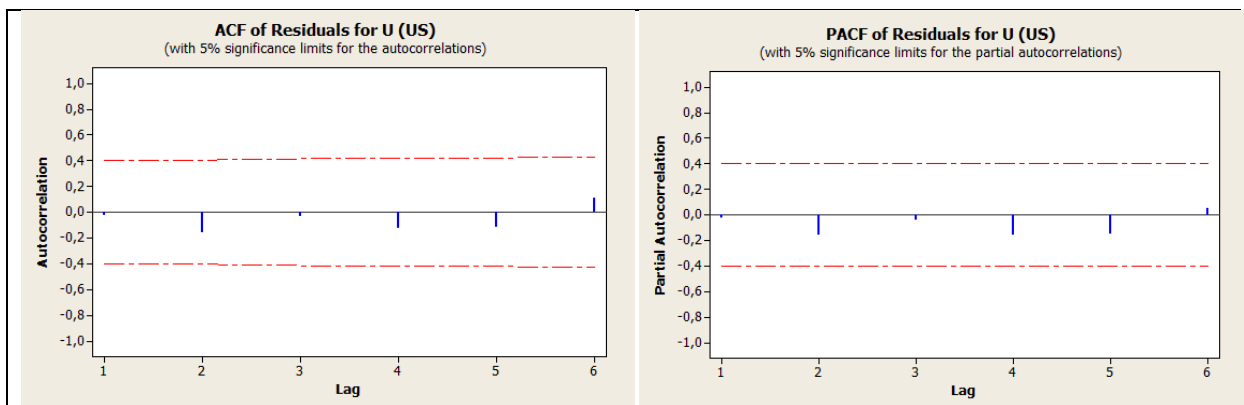 ACF of Residuals for U (US)
(with 5% significance limits for the autocorrelations)
1,0
0,8
0,6
0,4
0,2
0,0
-0,2
-0,4
-0,6
-0,8
-1,0
Autocorrelation
1 2 3 4 5 6
Lag
PACF of Residuals for U (US)
(with 5% significance limits for the partial autocorrelations)
1,0
0,8
0,6
0,4
0,2
0,0
-0,2
-0,4
-0,6
-0,8
-1,0
Partial Autocorrelation
1 2 3 4 5 6
Lag